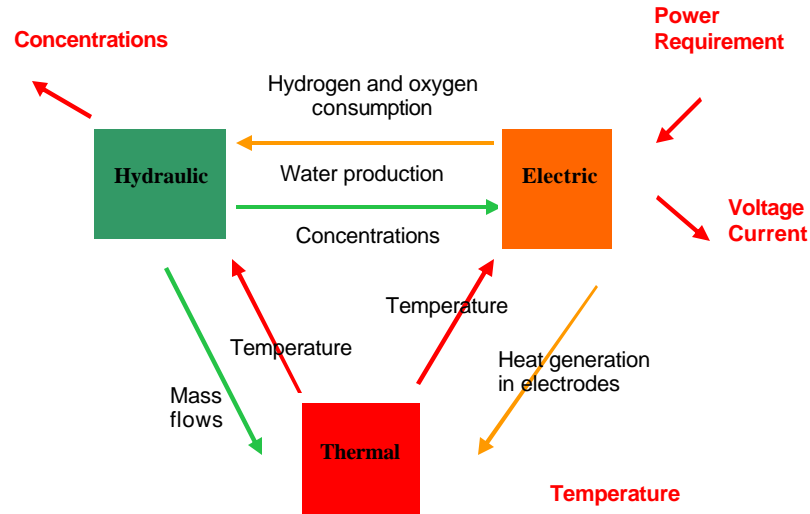 Power
Requirement
Concentrations
Hydrogen and oxygen
consumption
Hydraulic
Water production
Electric
Concentrations
Voltage
Current
Temperature
Temperature
Heat generation
in electrodes
Mass
flows
Thermal
Temperature